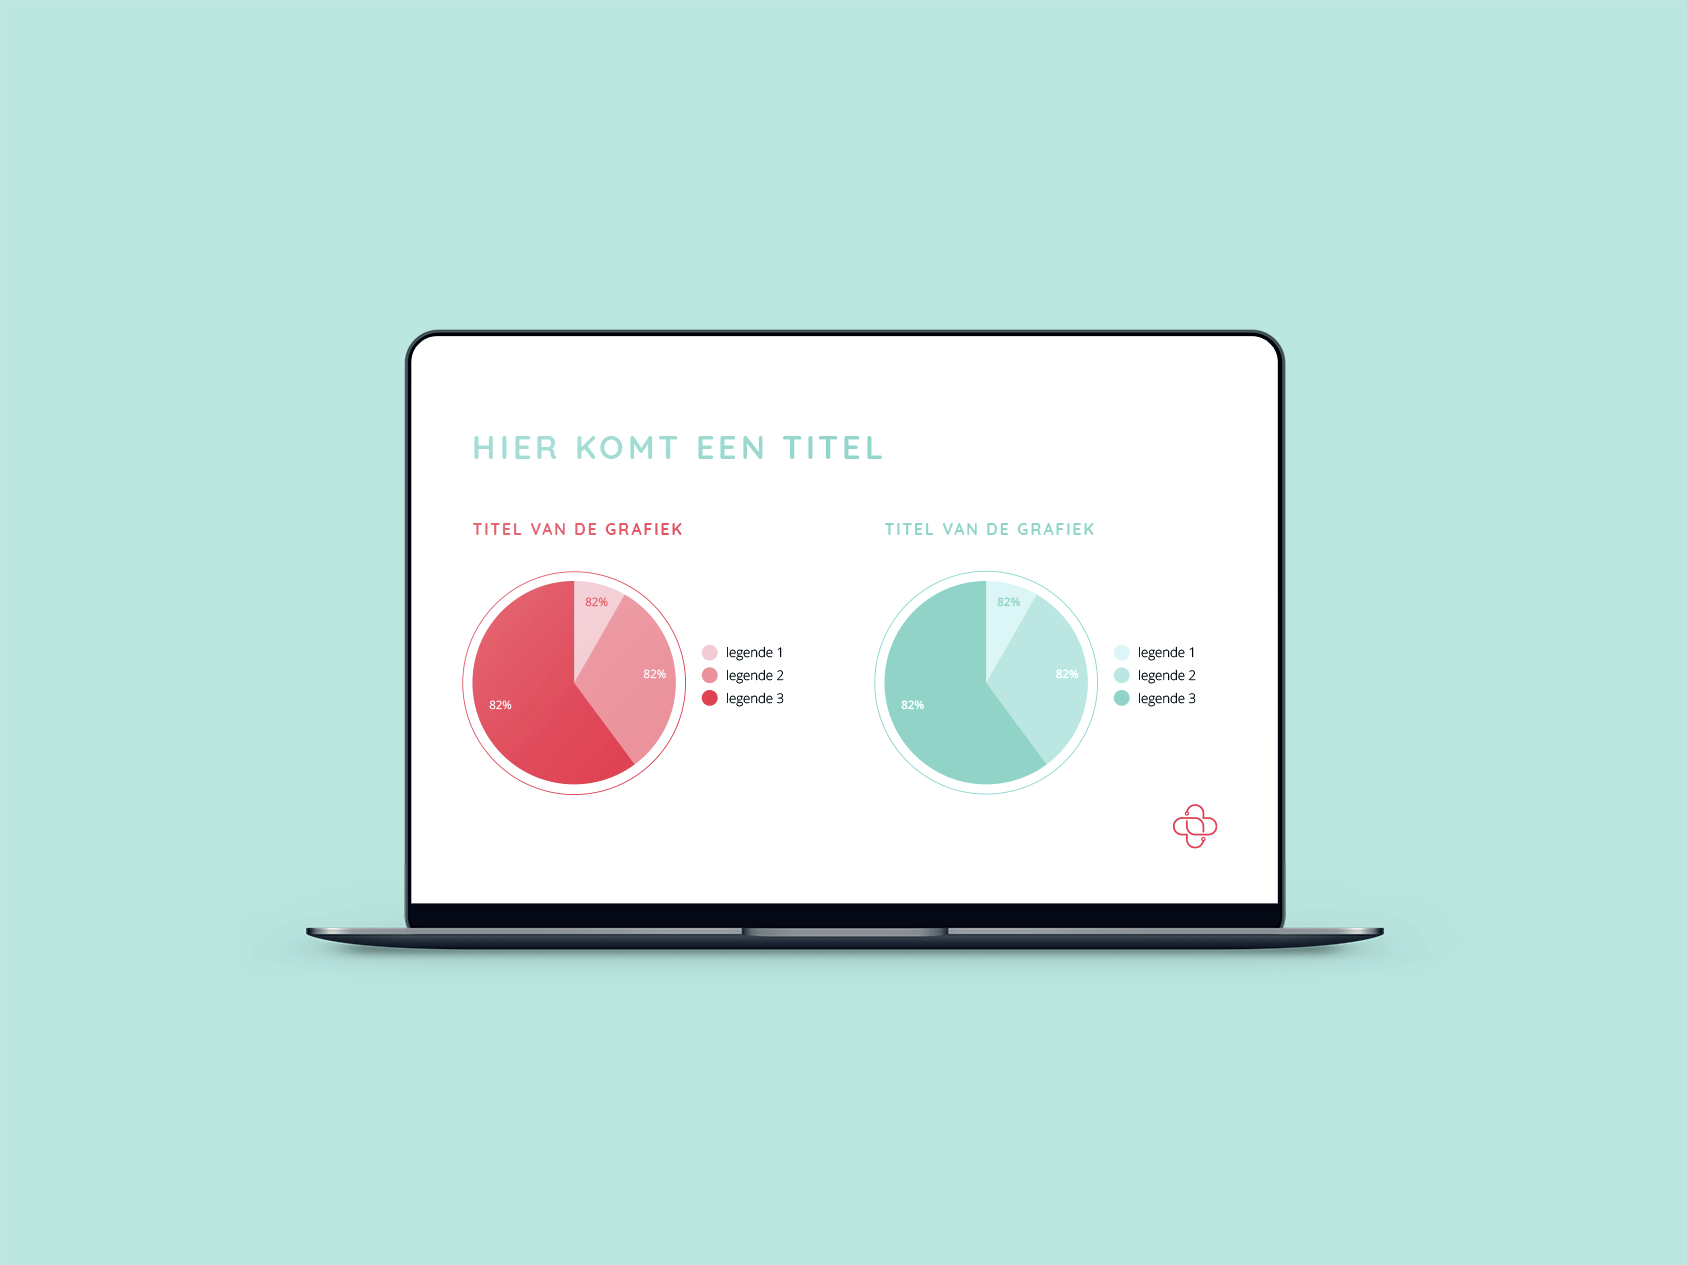 HIER KOMT EEN TITEL
TITEL VAN DE GRAFIEK
82%
82%
82%
legende 1
legende 2
legende 3
TITEL VAN DE GRAFIEK
82%
82%
82%
legende 1
legende 2
legende 3